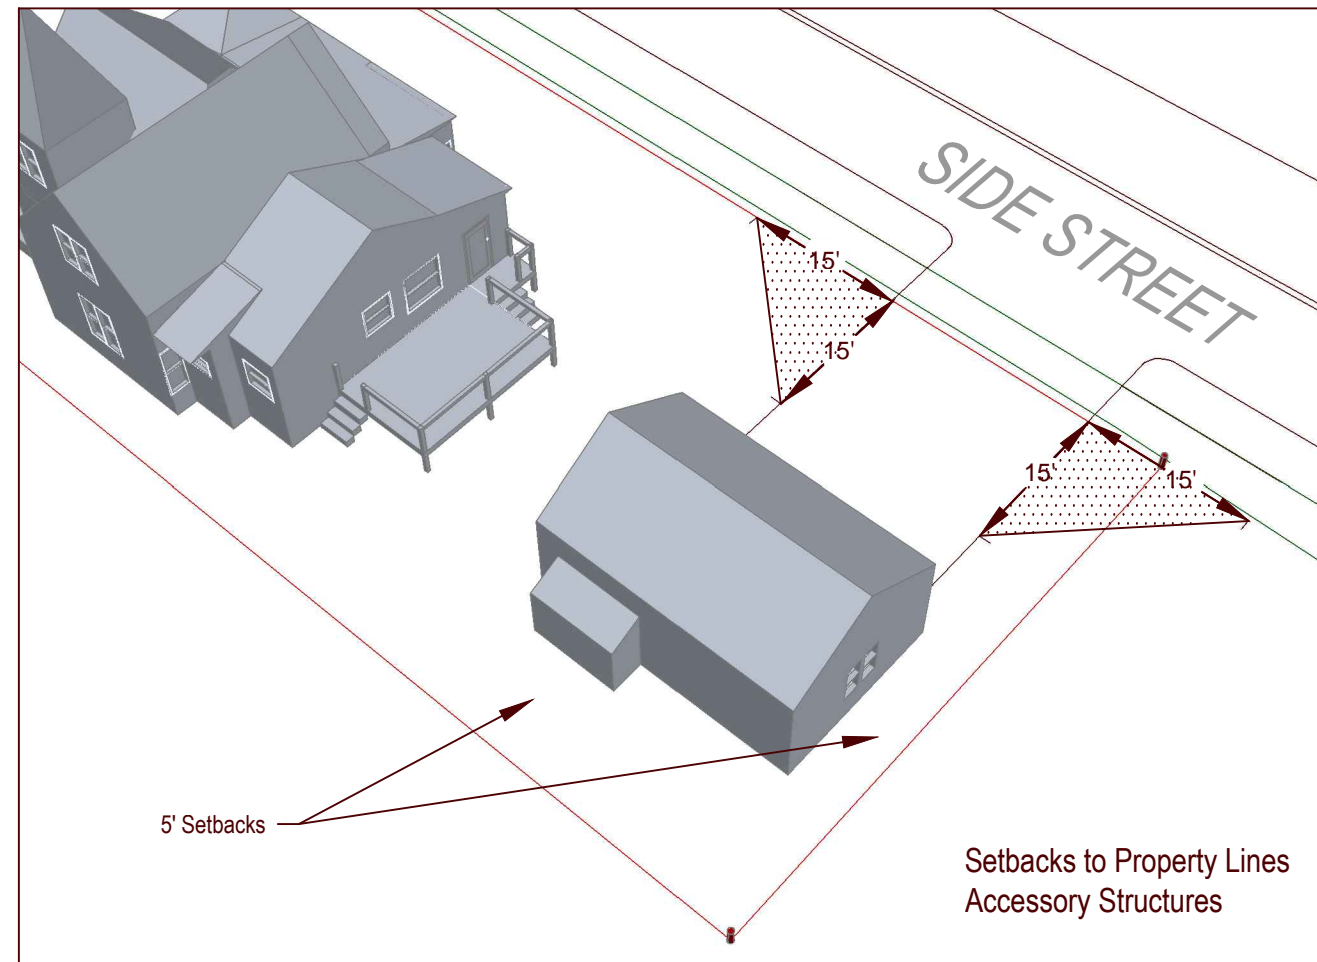 SIDE STREET
15'
15'
15'
15'
5' Setbacks
Setbacks to Property Lines
Accessory Structures